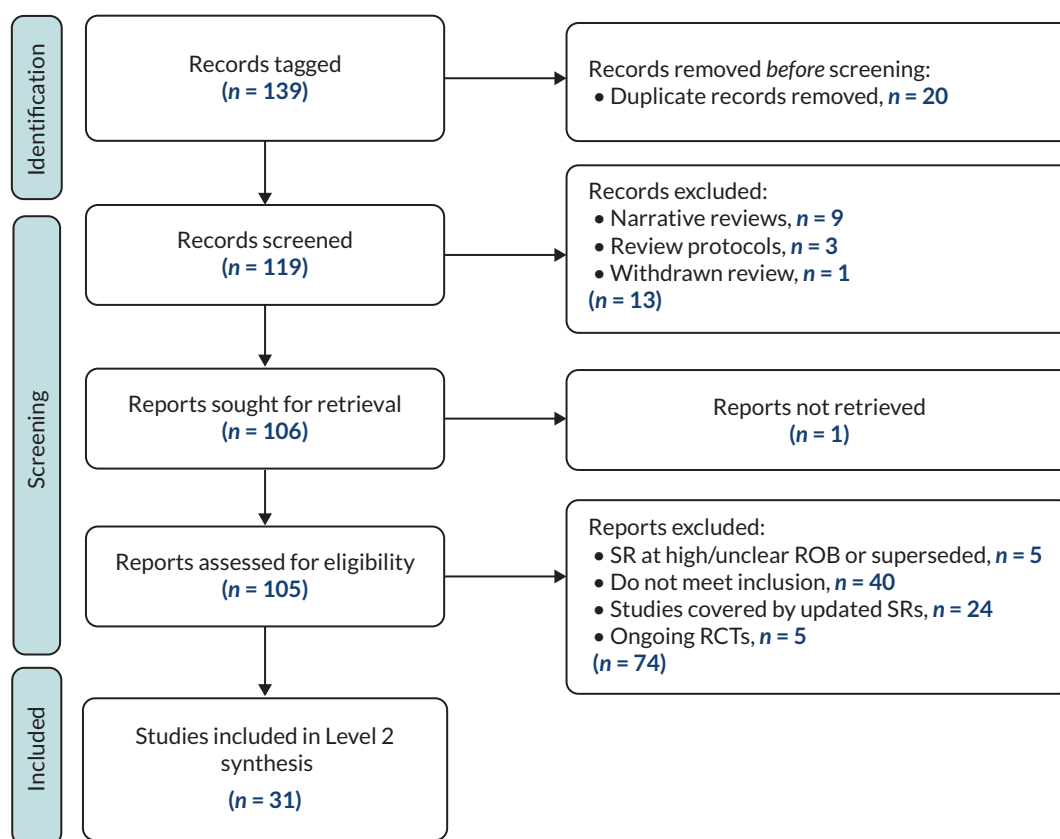 Identification
Records tagged
(n = 139)
Records removed before screening:
• Duplicate records removed, n = 20
Screening
Records screened
(n = 119)
Records excluded:
• Narrative reviews, n = 9
• Review protocols, n = 3
• Withdrawn review, n = 1
(n = 13)
Reports sought for retrieval
(n = 106)
Reports not retrieved
(n = 1)
Reports assessed for eligibility
(n = 105)
Reports excluded:
• SR at high/unclear ROB or superseded, n = 5
• Do not meet inclusion, n = 40
• Studies covered by updated SRs, n = 24
• Ongoing RCTs, n = 5
(n = 74)
Included
Studies included in Level 2
synthesis
(n = 31)